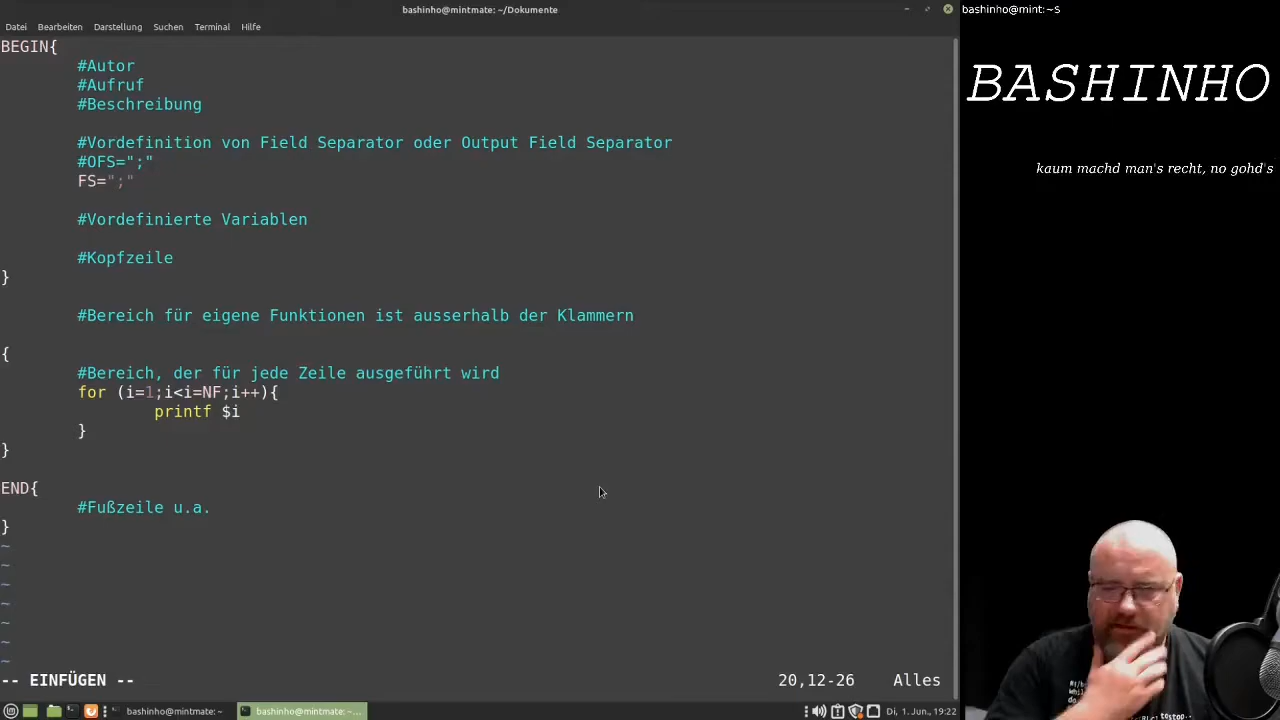 bashinho@mintmate: ~/Dokumente
Datei Bearbeiten Darstellung Suchen Terminal Hilfe
BEGIN{
#Autor
#Aufruf
#Beschreibung
#Vordefinition von Field Separator oder Output Field Separator
#OFS=";"
FS=";"
#Vordefinierte Variablen
#Kopfzeile
}
#Bereich für eigene Funktionen ist ausserhalb der Klammern
{
#Bereich, der für jede Zeile ausgeführt wird
for (i=1;i<i=NF;i++){
printf $i
}
}
END{
#Fußzeile u.a.
}
~
~
~
~
~
~
~
-- EINFÜGEN -- 20,12-26 Alles
bashinho@mintmate: ~ bashinho@mintmate: ~... Di, 1. Jun., 19:22
bashinho@mint:~$
BASHINHO
kaum machd man's recht, no gohd's